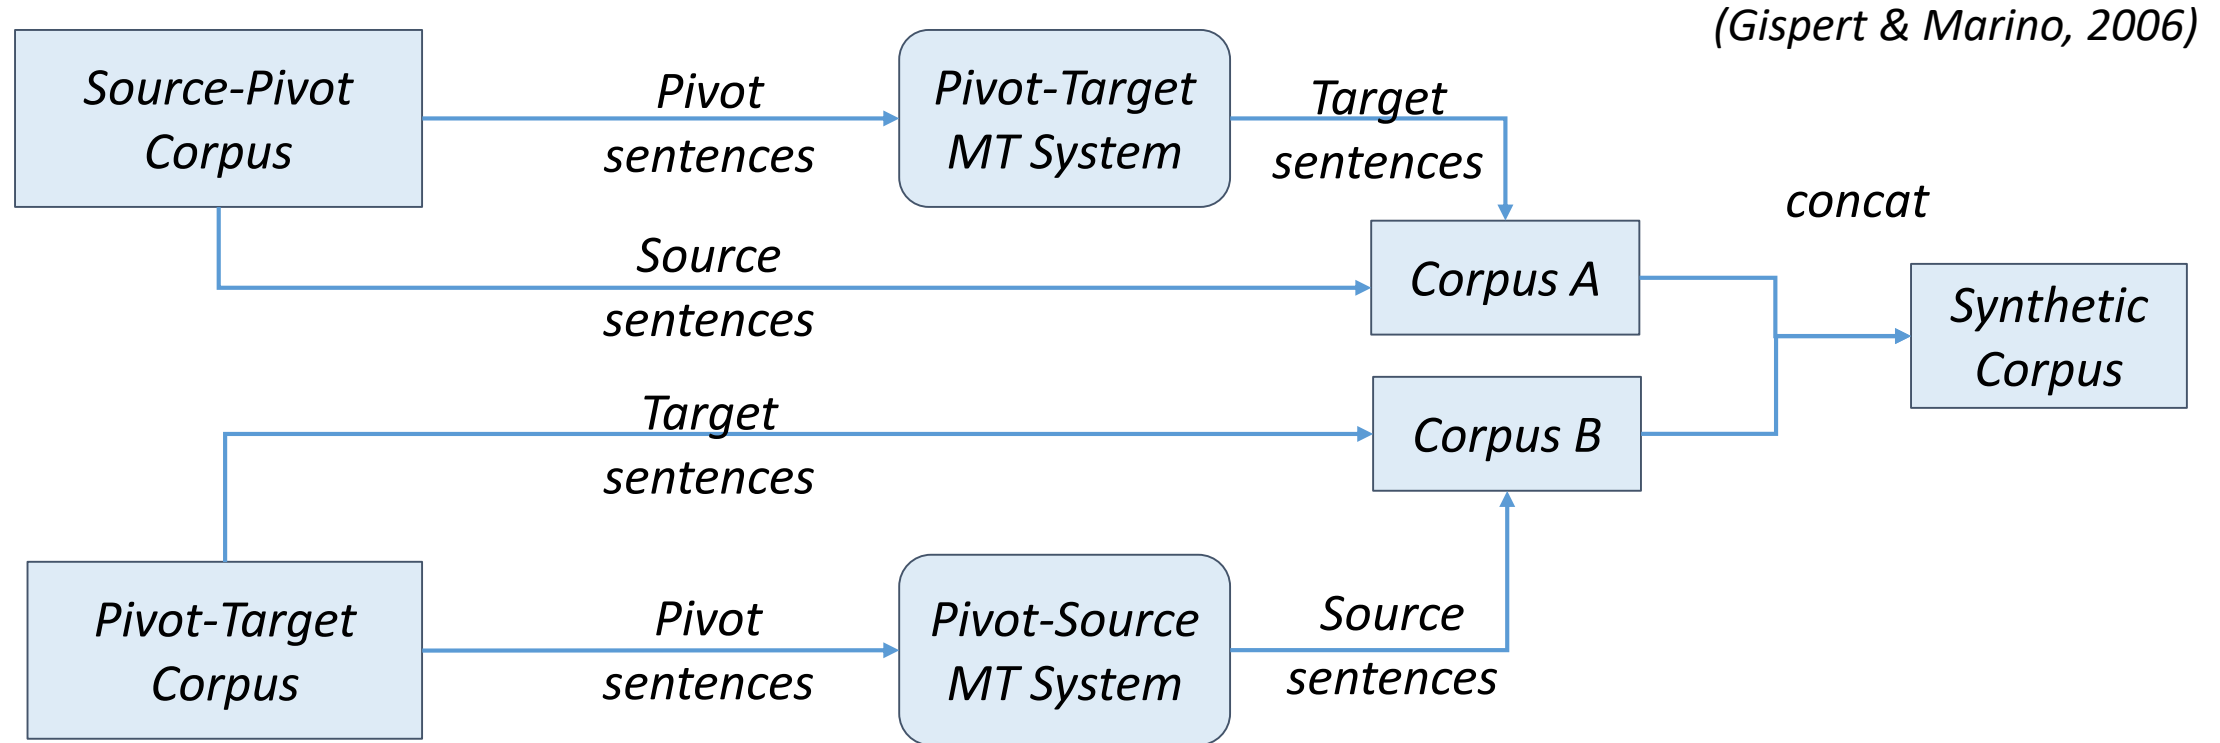 (Gispert & Marino, 2006)
Source-Pivot
Corpus
Pivot
sentences
Pivot-Target
MT System
Target
sentences
concat
Source
sentences
Corpus A
Synthetic
Corpus
Target
sentences
Corpus B
Pivot-Target
Corpus
Pivot
sentences
Pivot-Source
MT System
Source
sentences